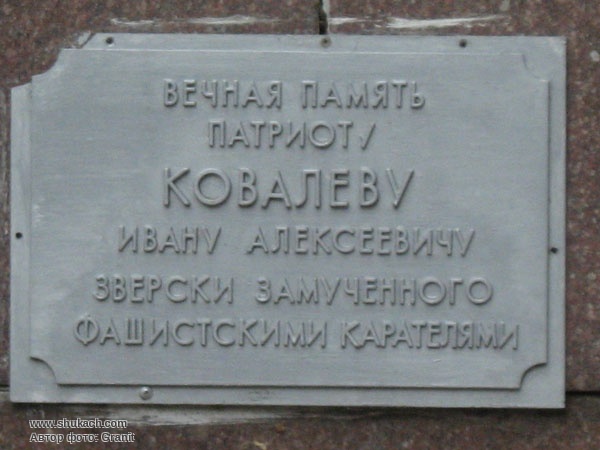 ВЕЧНАЯ ПАМЯТЬ
ПАТРИОТУ
КОВАЛЕВУ
ИВАНУ АЛЕКСЕЕВИЧУ
ЗВЕРСКИ ЗАМУЧЕННОГО
ФАШИСТСКИМИ КАРАТЕЛЯМИ
www.shukach.com
Автор фото: Granit